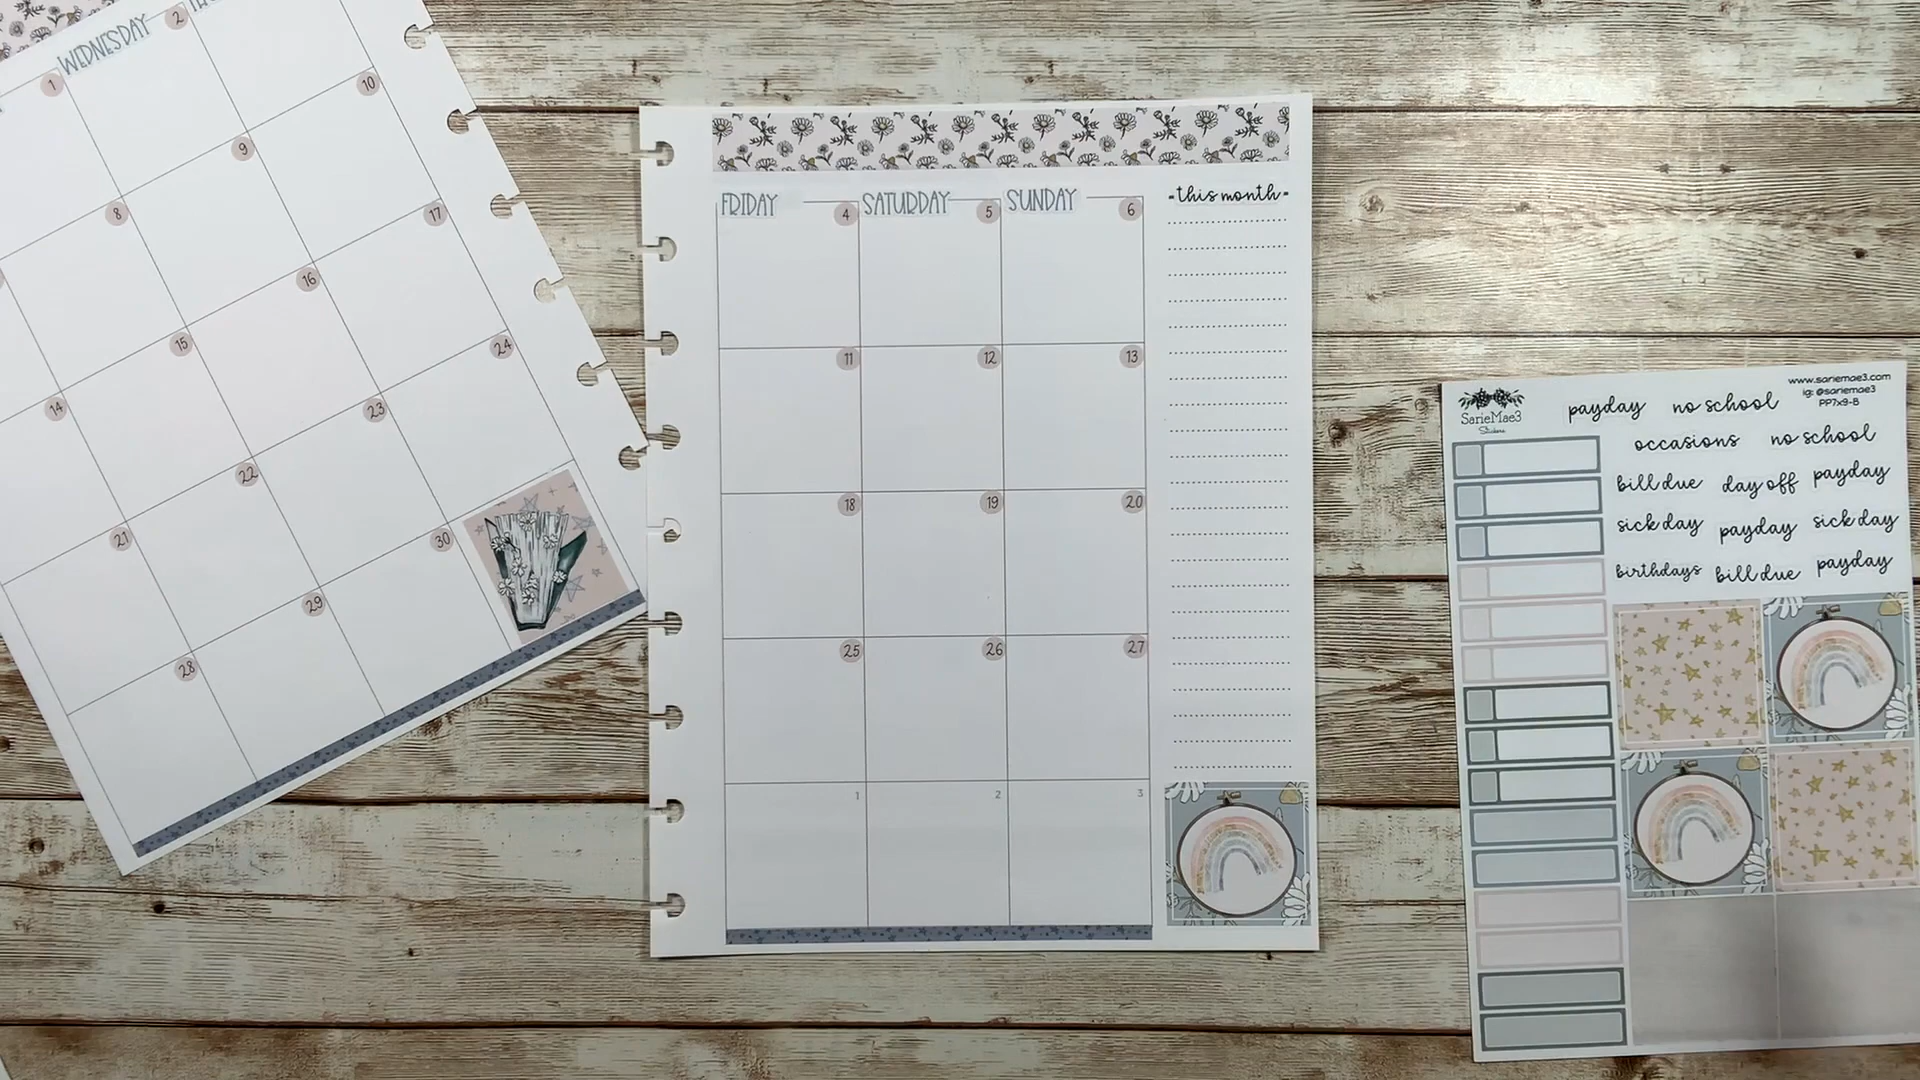 WEDNESDAY
1 2
8 9 10
14 15 16 17
21 22 23 24
28 29 30
FRIDAY SATURDAY SUNDAY -this month-
4 5 6
11 12 13
18 19 20
25 26 27
1 2 3
SarieMae3
Stickers
www.sariemae3.com
ig: @sariemae3
PP7x9-B
payday no school
occasions no school
bill due day off payday
sick day payday sick day
birthdays bill due payday